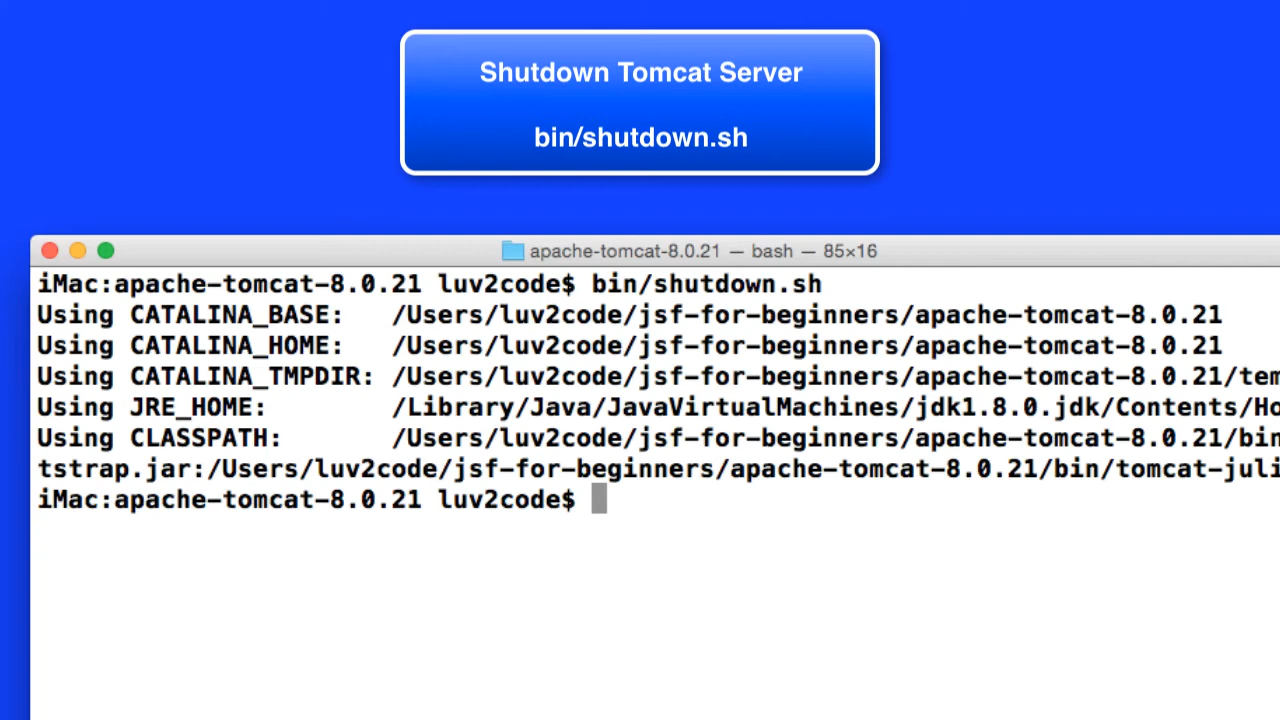 Shutdown Tomcat Server
bin/shutdown.sh
apache-tomcat-8.0.21 — bash — 85×16
iMac:apache-tomcat-8.0.21 luv2code$ bin/shutdown.sh
Using CATALINA_BASE:   /Users/luv2code/jsf-for-beginners/apache-tomcat-8.0.21
Using CATALINA_HOME:   /Users/luv2code/jsf-for-beginners/apache-tomcat-8.0.21
Using CATALINA_TMPDIR: /Users/luv2code/jsf-for-beginners/apache-tomcat-8.0.21/tem
Using JRE_HOME:        /Library/Java/JavaVirtualMachines/jdk1.8.0.jdk/Contents/Ho
Using CLASSPATH:       /Users/luv2code/jsf-for-beginners/apache-tomcat-8.0.21/bin
tstrap.jar:/Users/luv2code/jsf-for-beginners/apache-tomcat-8.0.21/bin/tomcat-juli
iMac:apache-tomcat-8.0.21 luv2code$